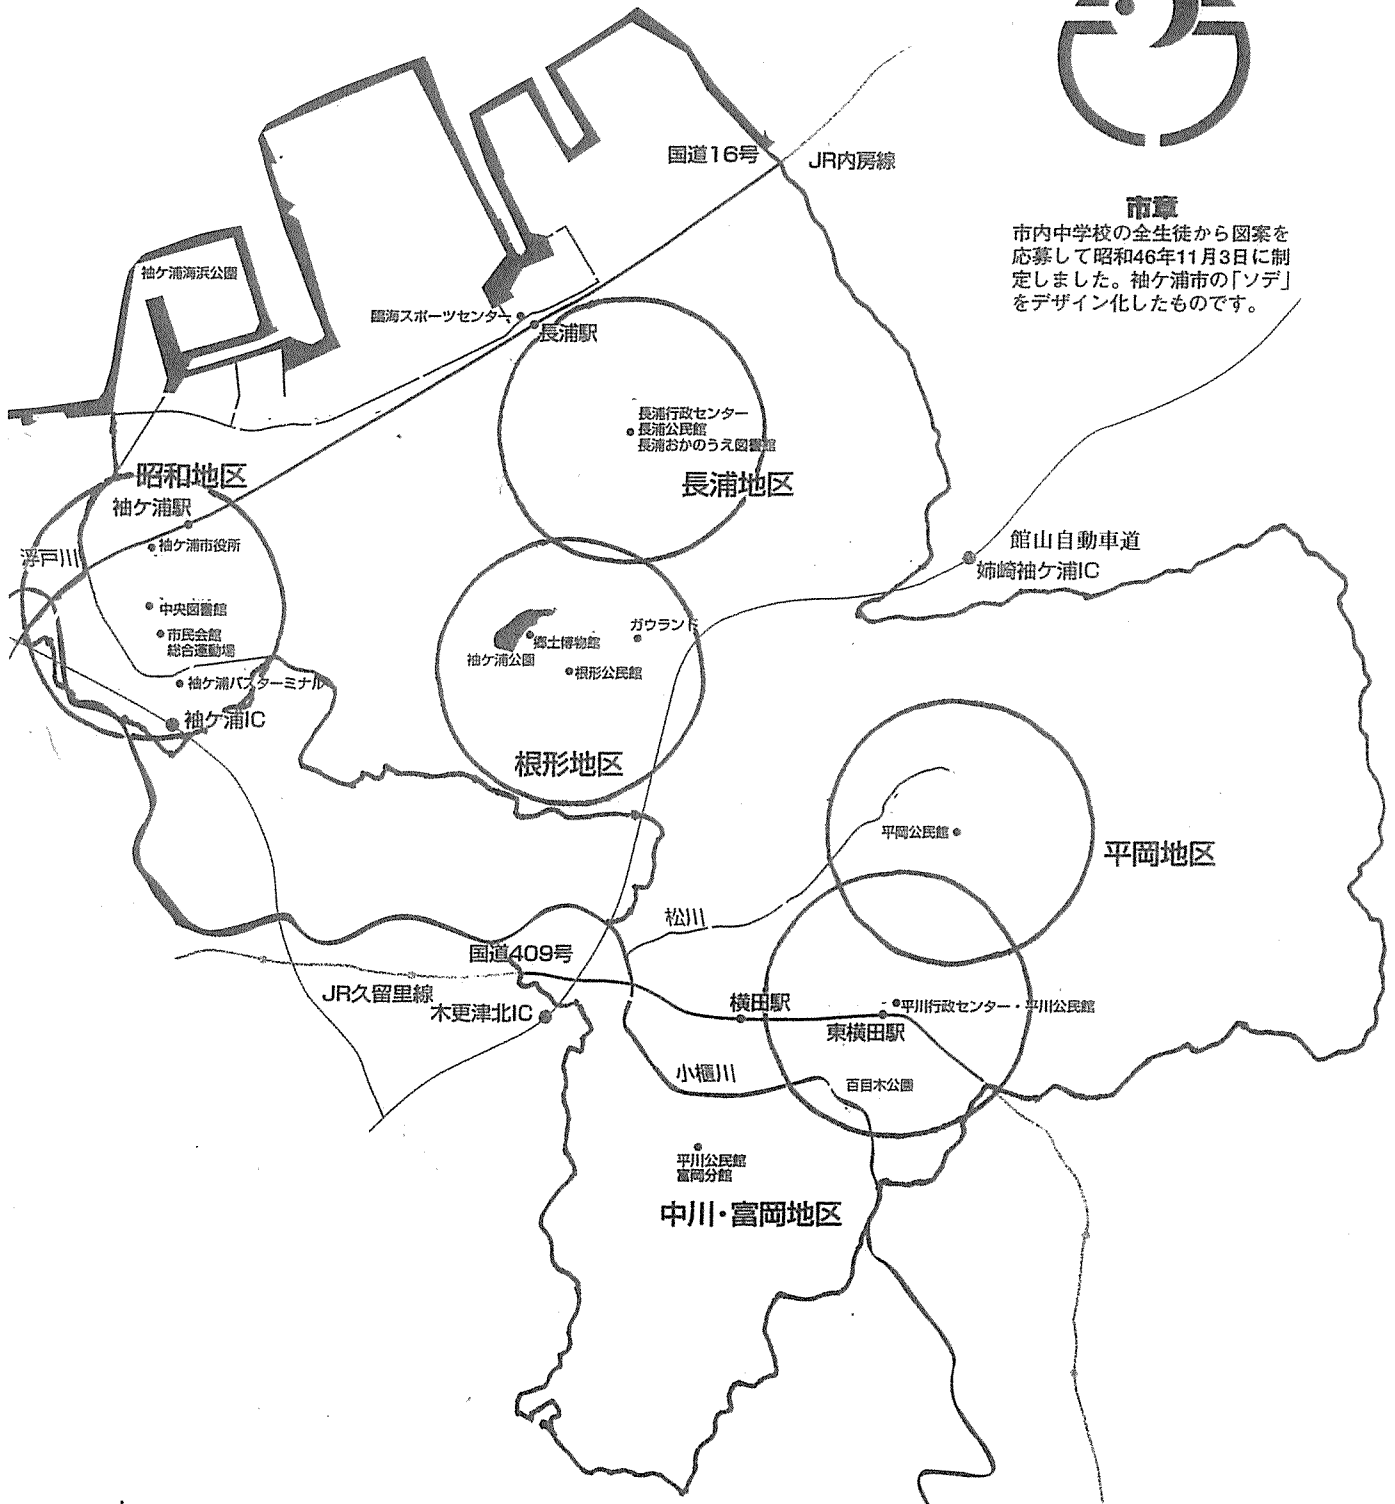 国道16号
JR内房線
市章
市内中学校の全生徒から図案を
応募して昭和46年11月3日に制
定しました。袖ケ浦市の「ソデ」
をデザイン化したものです。
袖ケ浦海浜公園
臨海スポーツセンター
長浦駅
長浦行政センター
長浦公民館
長浦おかのうえ図書館
長浦地区
昭和地区
袖ケ浦駅
袖ケ浦市役所
浮戸川
中央図書館
市民会館
総合運動場
袖ケ浦バスターミナル
袖ケ浦IC
館山自動車道
姉崎袖ケ浦IC
ガウランド
郷土博物館
袖ケ浦公園
根形公民館
根形地区
平岡公民館
平岡地区
松川
国道409号
JR久留里線
木更津北IC
横田駅
平川行政センター・平川公民館
東横田駅
小櫃川
百目木公園
平川公民館
富岡分館
中川・富岡地区